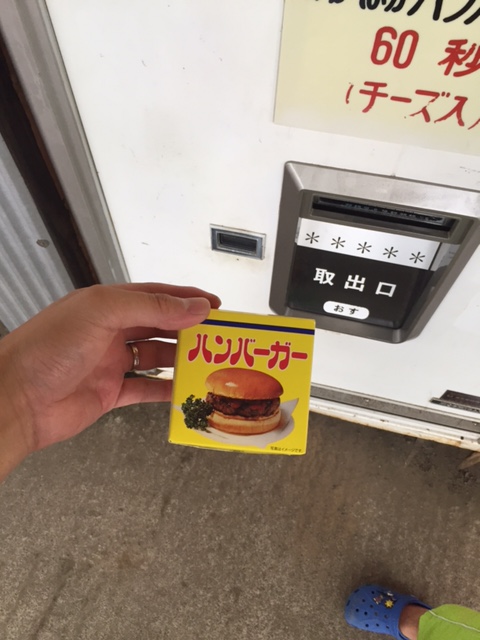 60 秒
(チーズ入
＊＊＊＊＊
取出口
おす
ハンバーガー